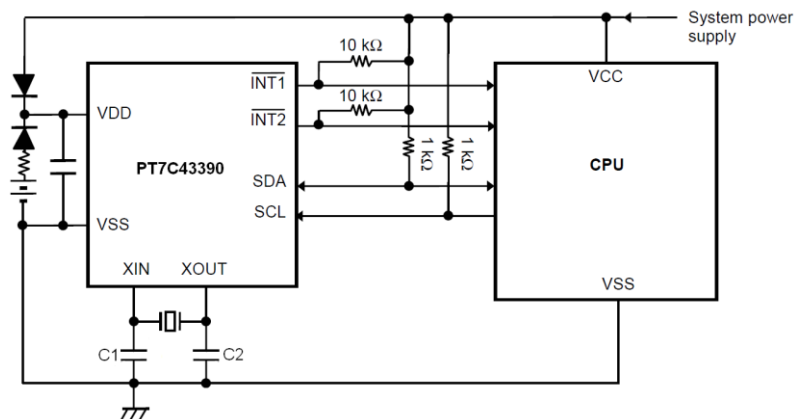 System power
supply
10 kΩ
VCC
INT1
10 kΩ
VDD
INT2
1 kΩ
1 kΩ
PT7C43390
CPU
SDA
SCL
VSS
XIN XOUT
VSS
C1 C2